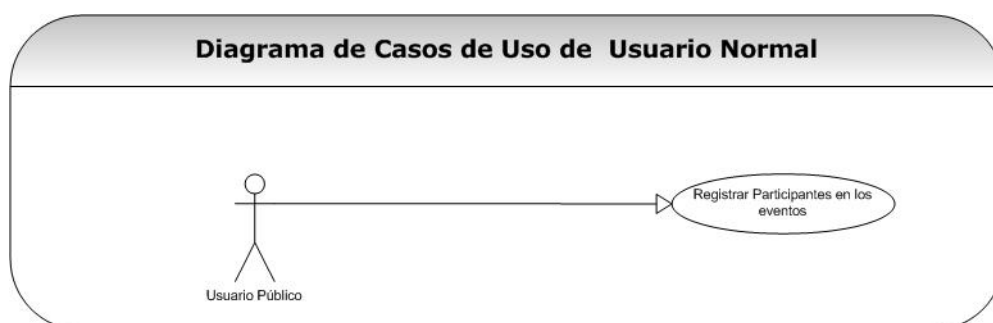 Diagrama de Casos de Uso de Usuario Normal
Registrar Participantes en los
eventos
Usuario Público